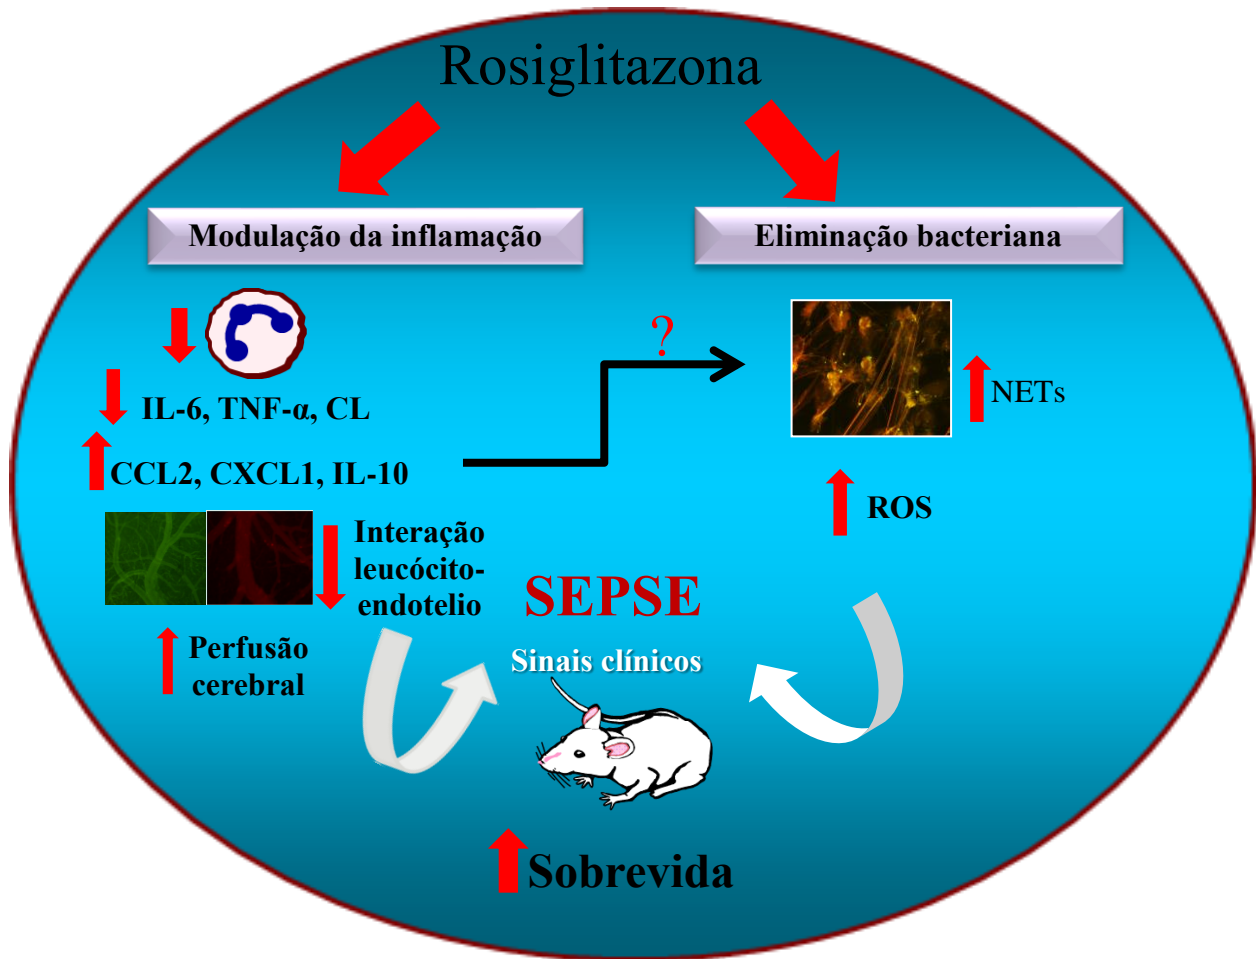 Rosiglitazona
Modulação da inflamação
Eliminação bacteriana
?
IL-6, TNF-α, CL
CCL2, CXCL1, IL-10
NETs
ROS
Interação
leucócito-
endotelio
Perfusão
cerebral
SEPSE
Sinais clínicos
Sobrevida